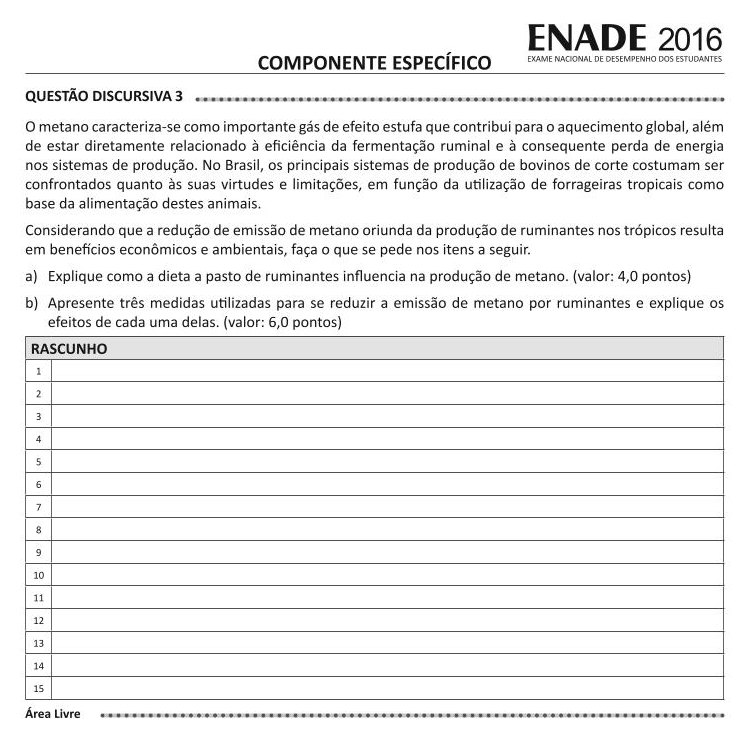 ENADE 2016
EXAME NACIONAL DE DESEMPENHO DOS ESTUDANTES
COMPONENTE ESPECÍFICO
QUESTÃO DISCURSIVA 3
O metano caracteriza-se como importante gás de efeito estufa que contribui para o aquecimento global, além
de estar diretamente relacionado à eficiência da fermentação ruminal e à consequente perda de energia
nos sistemas de produção. No Brasil, os principais sistemas de produção de bovinos de corte costumam ser
confrontados quanto às suas virtudes e limitações, em função da utilização de forrageiras tropicais como
base da alimentação destes animais.
Considerando que a redução de emissão de metano oriunda da produção de ruminantes nos trópicos resulta
em benefícios econômicos e ambientais, faça o que se pede nos itens a seguir.
a) Explique como a dieta a pasto de ruminantes influencia na produção de metano. (valor: 4,0 pontos)
b) Apresente três medidas utilizadas para se reduzir a emissão de metano por ruminantes e explique os
efeitos de cada uma delas. (valor: 6,0 pontos)
RASCUNHO
1
2
3
4
5
6
7
8
9
10
11
12
13
14
15
Área Livre